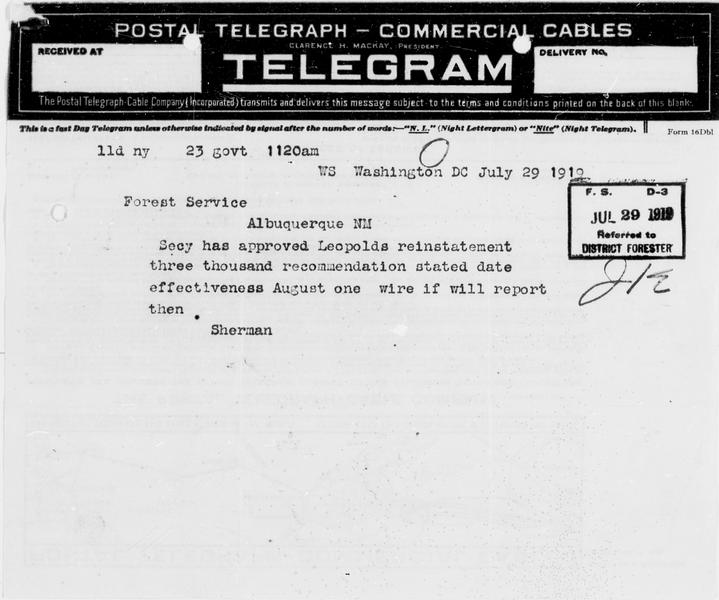 POSTAL TELEGRAPH — COMMERCIAL CABLES
CLARENCE H. MACKAY, PRESIDENT.
RECEIVED AT
TELEGRAM
DELIVERY NO.
The Postal Telegraph-Cable Company (Incorporated) transmits and delivers this message subject to the terms and conditions printed on the back of this blank.
This is a fast Day Telegram unless otherwise indicated by signal after the number of words:—"N. L." (Night Lettergram) or "Nite" (Night Telegram).
Form 16Dbl
11d ny 23 govt 1120am
WS Washington DC July 29 1919
F. S. D-3
JUL 29 1919
Referred to
DISTRICT FORESTER
Forest Service
Albuquerque NM
Secy has approved Leopolds reinstatement
three thousand recommendation stated date
effectiveness August one wire if will report
then .
Sherman